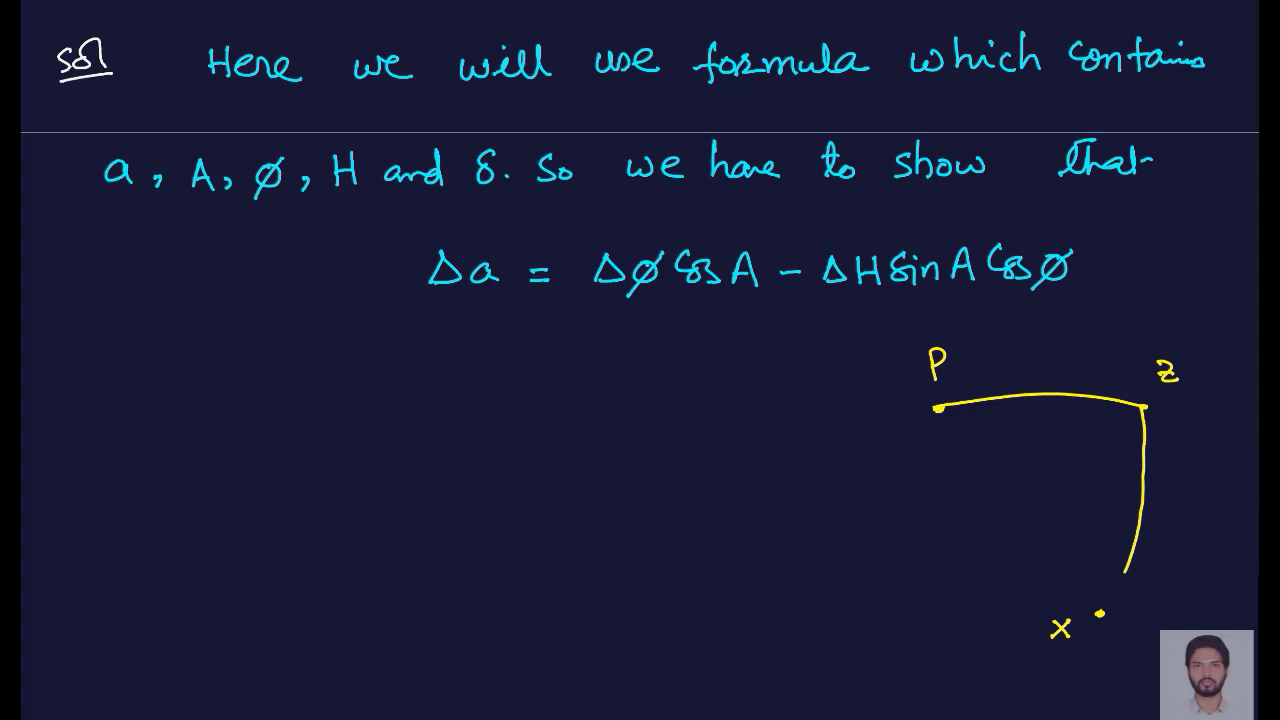 Sol Here we will use formula which contains
a, A, ø, H and δ. So we have to show that
Δa = Δø Cos A - ΔH Sin A Cos ø
P
Z
X